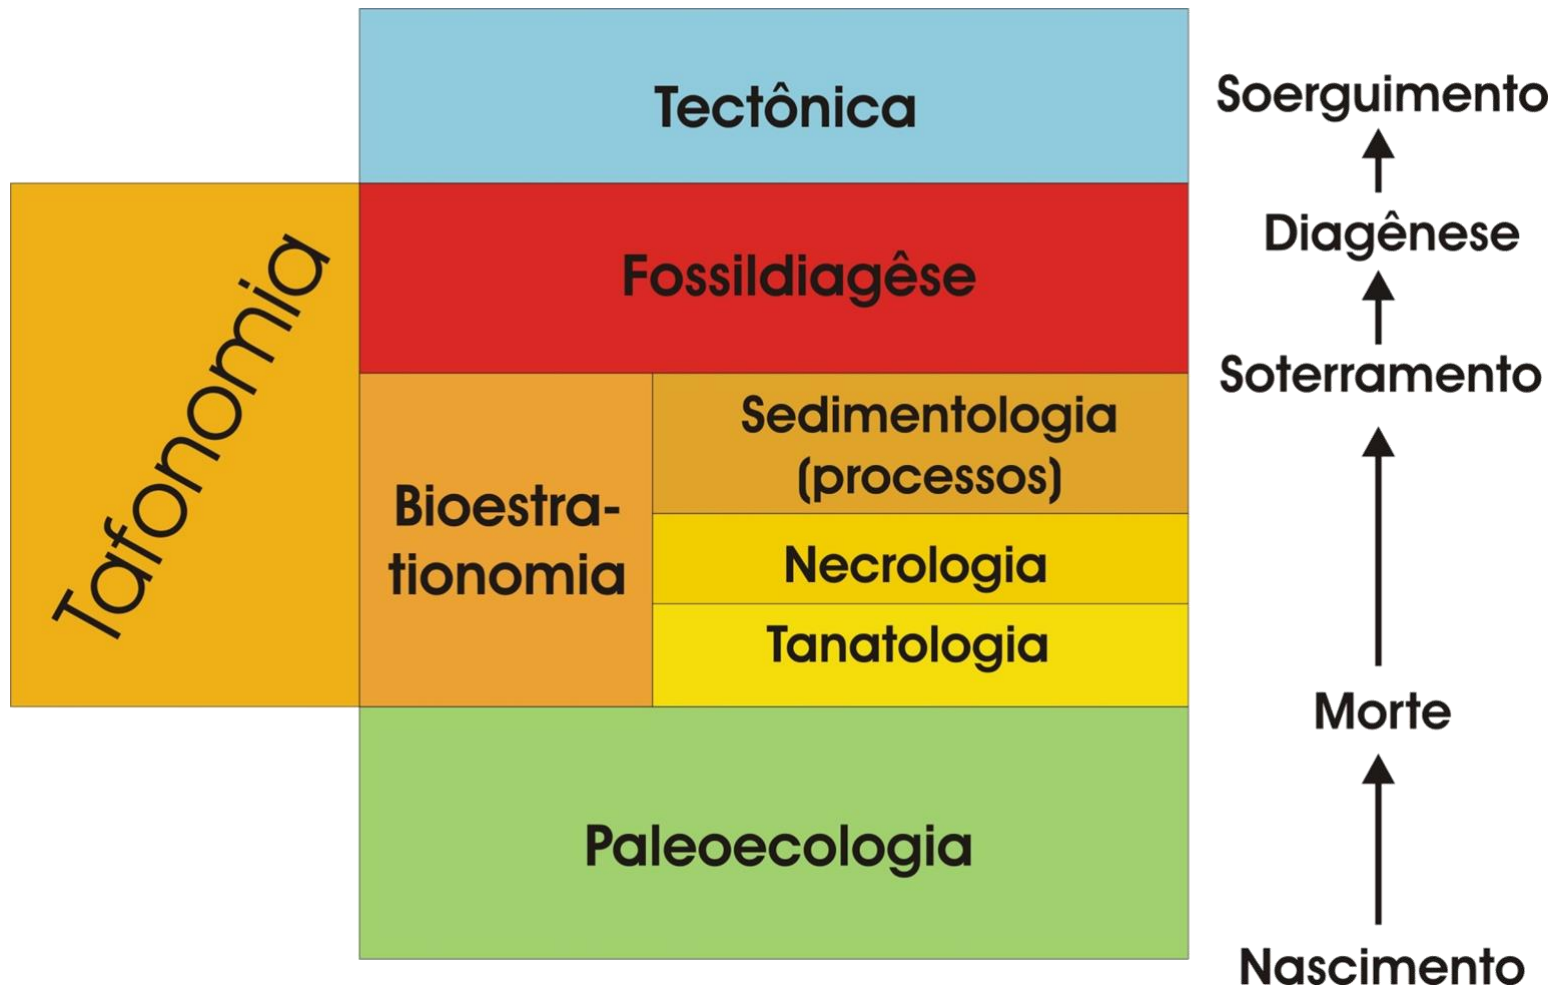 Tectônica
Fossildiagêse
Tafonomia
Bioestra-
tionomia
Sedimentologia
(processos)
Necrologia
Tanatologia
Paleoecologia
Soerguimento
Diagênese
Soterramento
Morte
Nascimento